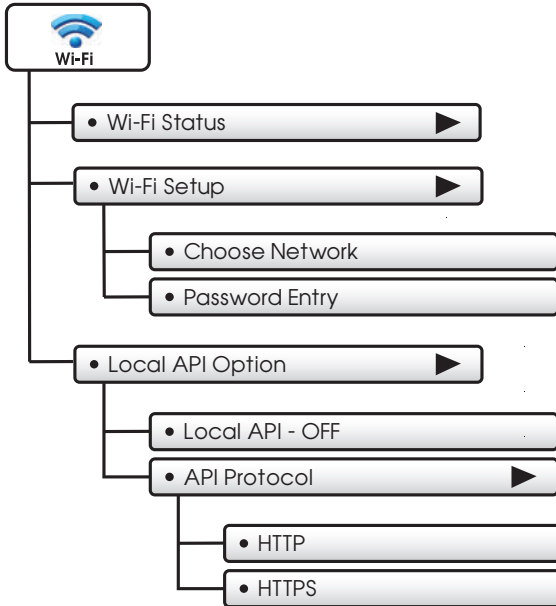 Wi-Fi
• Wi-Fi Status
• Wi-Fi Setup
• Choose Network
• Password Entry
• Local API Option
• Local API - OFF
• API Protocol
• HTTP
• HTTPS